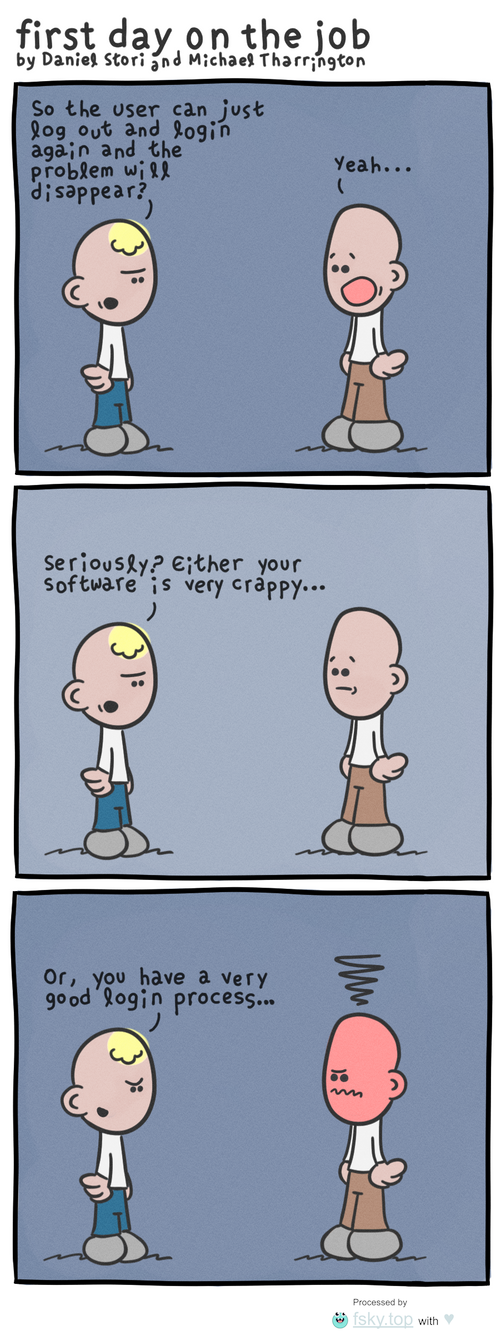 first day on the job
by Daniel Stori and Michael Tharrington
So the user can just
log out and login
again and the
problem will
disappear?
Yeah...
Seriously? Either your
software is very crappy...
Or, you have a very
good login process...
Processed by
fsky.top with